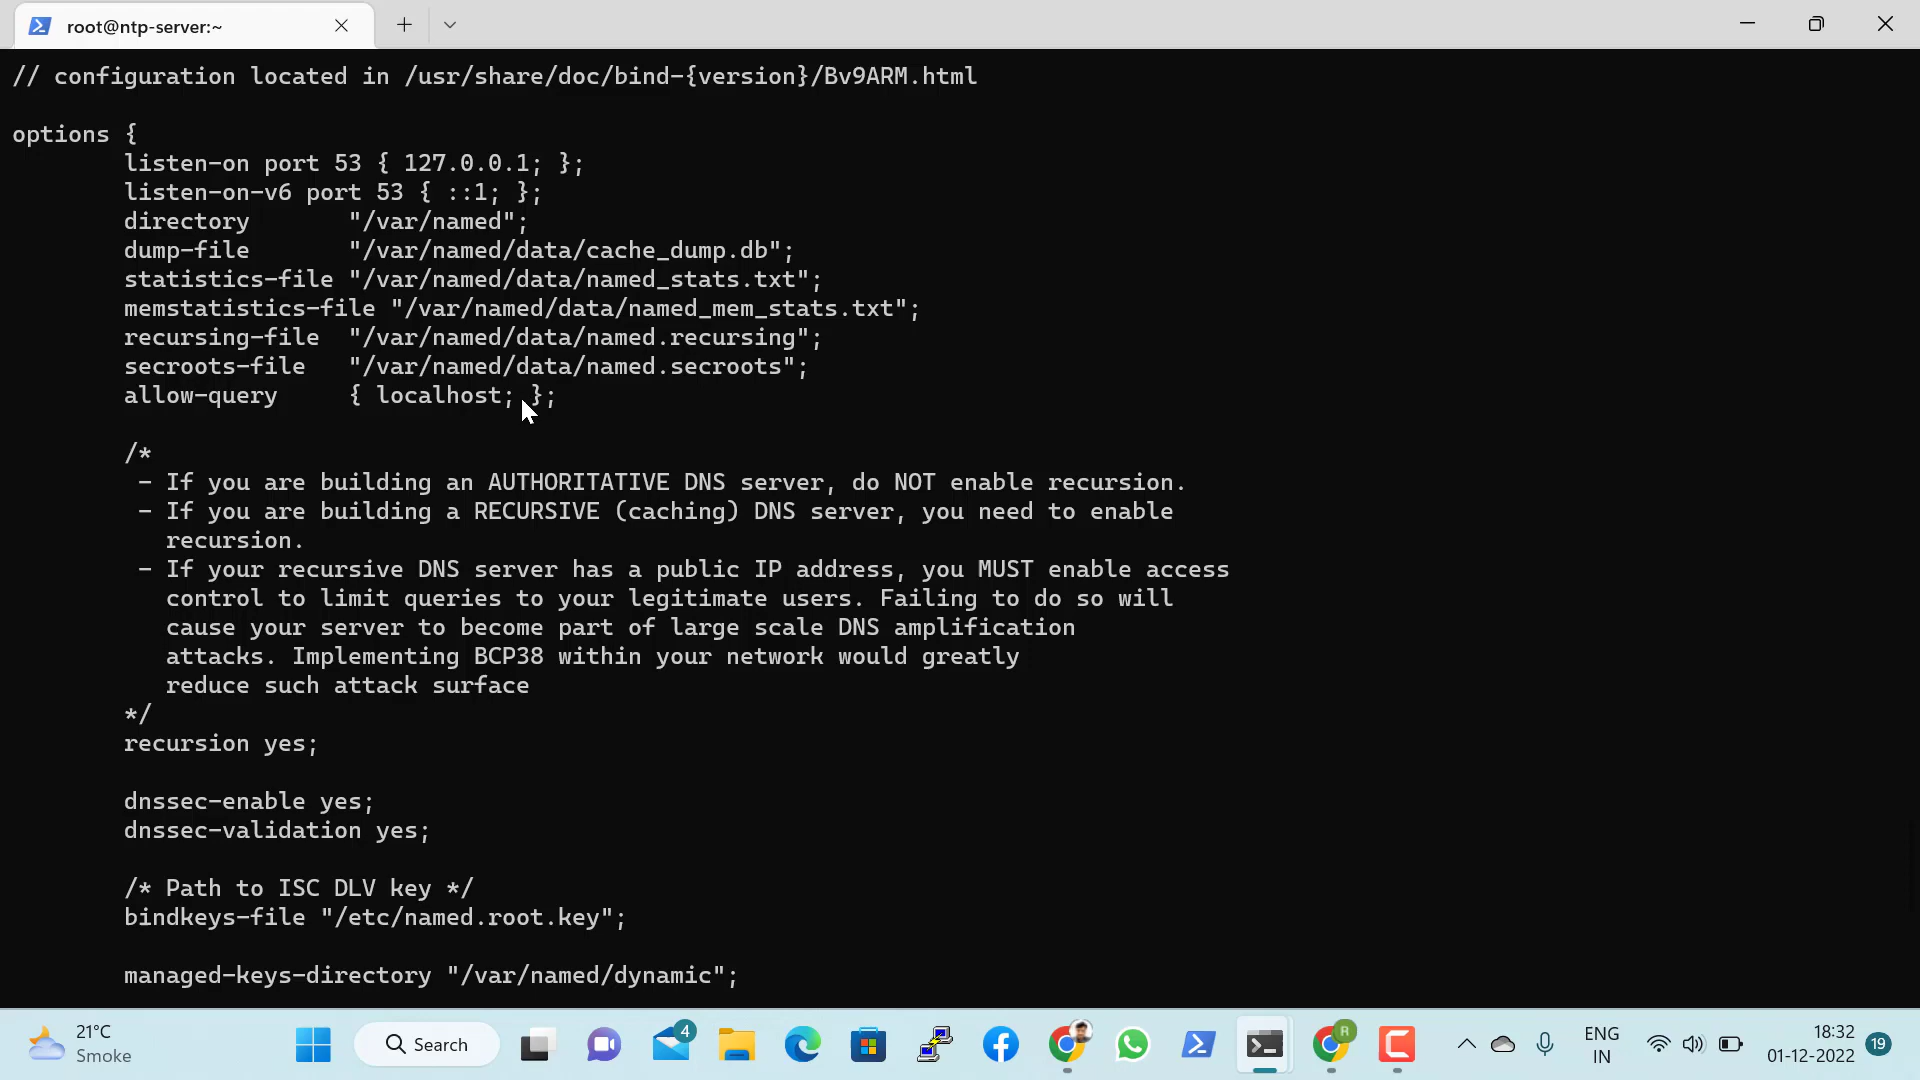 root@ntp-server:~
// configuration located in /usr/share/doc/bind-{version}/Bv9ARM.html
options {
listen-on port 53 { 127.0.0.1; };
listen-on-v6 port 53 { ::1; };
directory "/var/named";
dump-file "/var/named/data/cache_dump.db";
statistics-file "/var/named/data/named_stats.txt";
memstatistics-file "/var/named/data/named_mem_stats.txt";
recursing-file "/var/named/data/named.recursing";
secroots-file "/var/named/data/named.secroots";
allow-query { localhost; };
/*
- If you are building an AUTHORITATIVE DNS server, do NOT enable recursion.
- If you are building a RECURSIVE (caching) DNS server, you need to enable
recursion.
- If your recursive DNS server has a public IP address, you MUST enable access
control to limit queries to your legitimate users. Failing to do so will
cause your server to become part of large scale DNS amplification
attacks. Implementing BCP38 within your network would greatly
reduce such attack surface
*/
recursion yes;
dnssec-enable yes;
dnssec-validation yes;
/* Path to ISC DLV key */
bindkeys-file "/etc/named.root.key";
managed-keys-directory "/var/named/dynamic";
21°C
Smoke
Search
4
R
ENG
IN
18:32
01-12-2022
19